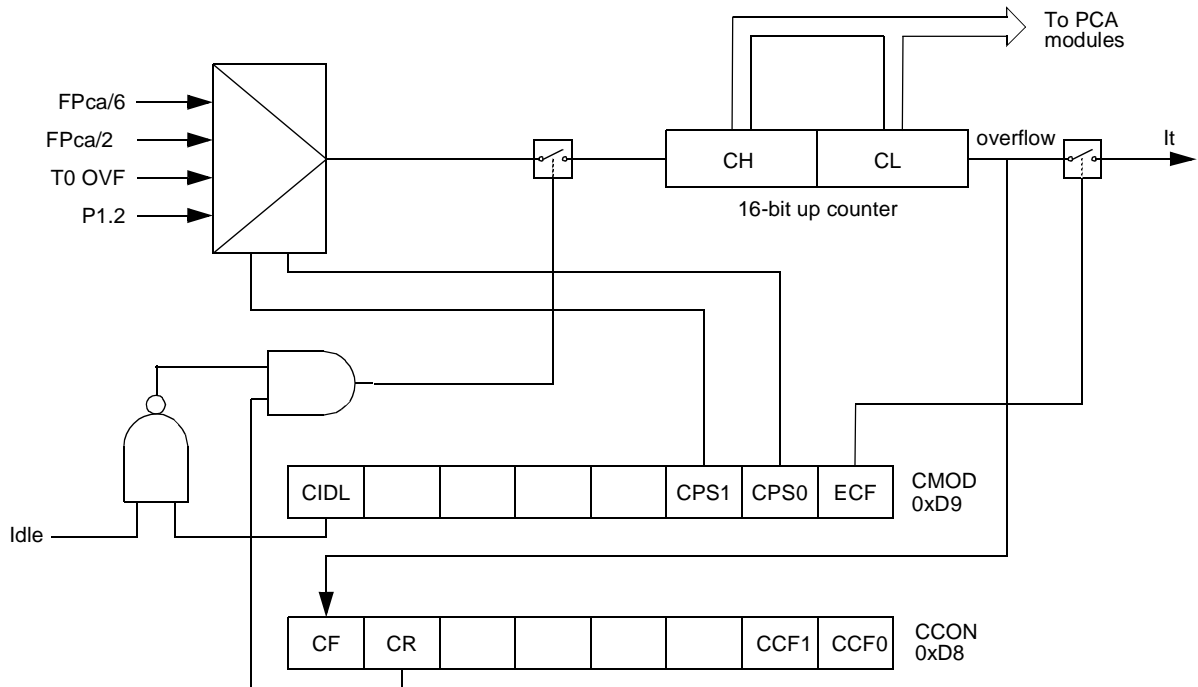 To PCA
modules
FPca/6
FPca/2
T0 OVF
P1.2
CH
CL
overflow
It
16-bit up counter
CIDL
CPS1
CPS0
ECF
CMOD
0xD9
Idle
CF
CR
CCF1
CCF0
CCON
0xD8